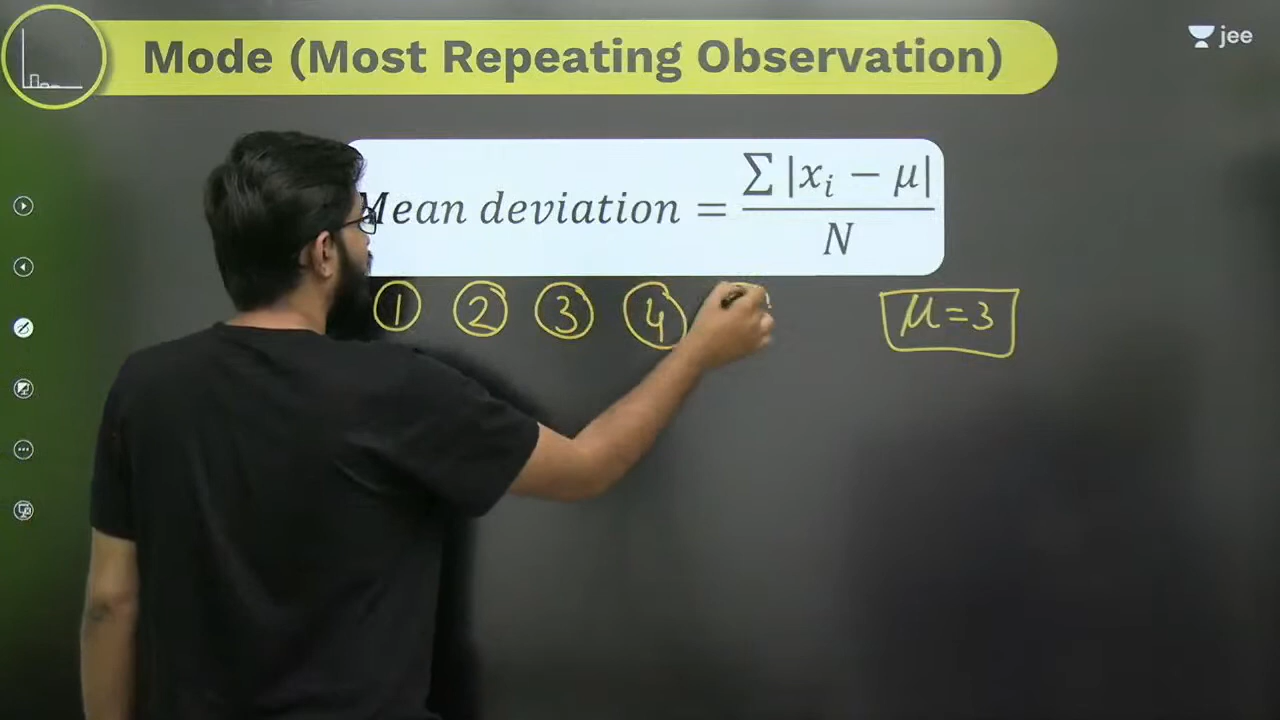 Mode (Most Repeating Observation)
jee
Mean deviation = ∑ |xᵢ − μ| / N
1 2 3 4
μ = 3